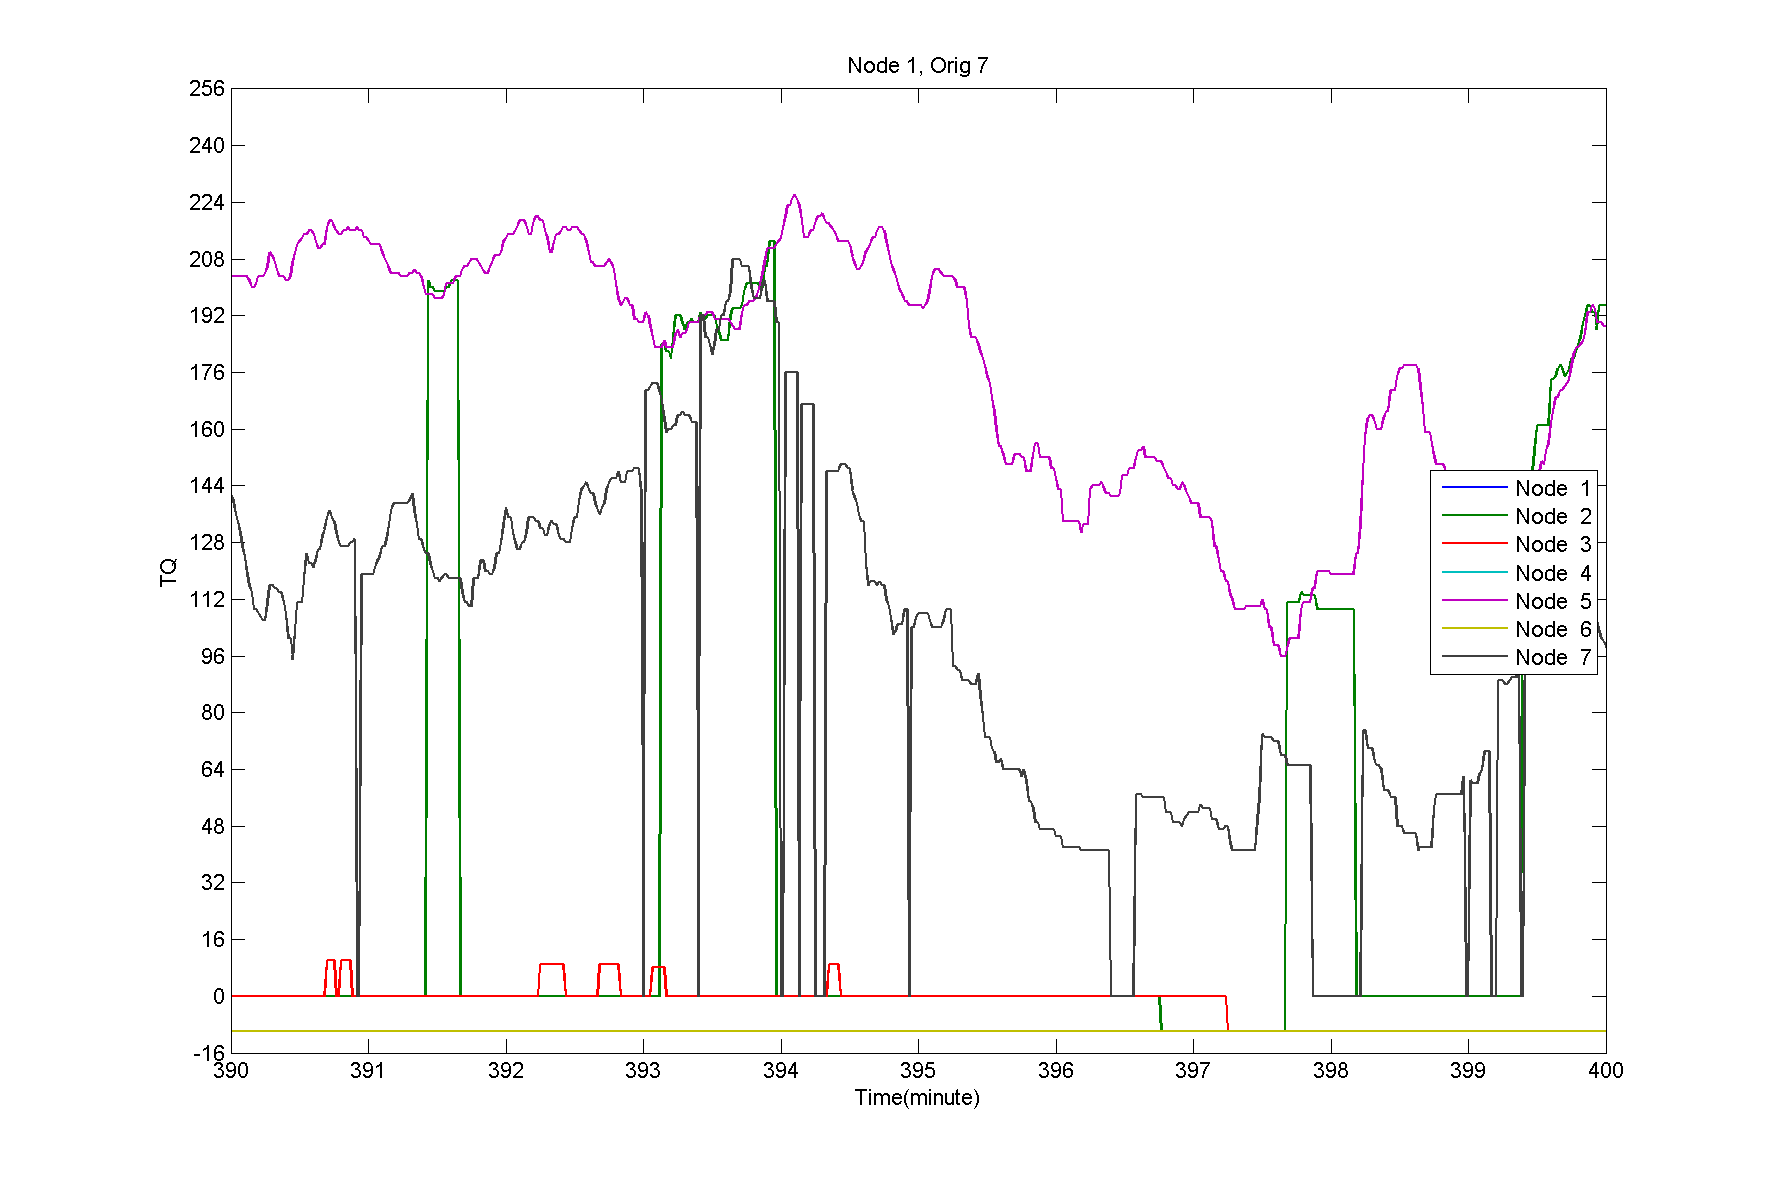 Node 1, Orig 7
256
240
224
208
192
176
160
144
128
112
96
80
64
48
32
16
0
-16
TQ
Node 1
Node 2
Node 3
Node 4
Node 5
Node 6
Node 7
390 391 392 393 394 395 396 397 398 399 400
Time(minute)